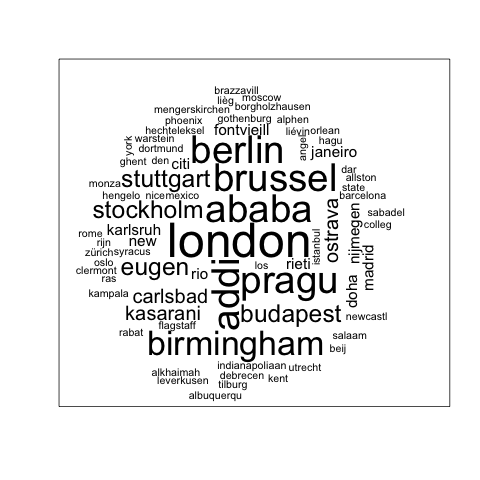 brazzavill
lièg moscow
mengerskirchen borgholzhausen
phoenix gothenburg alphen
hechteleksel fontvieill liévin orlean
york warstein berlin angel hagu
dortmund janeiro
ghent den citi
monza stuttgart brussel dar
allston
state
hengelo nicemexico barcelona
stockholm ababa ostrava nijmegen sabadel
rome karlsruh colleg
rijn new london istanbul madrid
zürich syracus
oslo eugen rio los rieti
clermont
ras addi pragu doha
kampala carlsbad
kasarani budapest newcastl
flagstaff
rabat birmingham salaam
beij
alkhaimah indianapoliaan utrecht
leverkusen debrecen kent
tilburg
albuquerqu